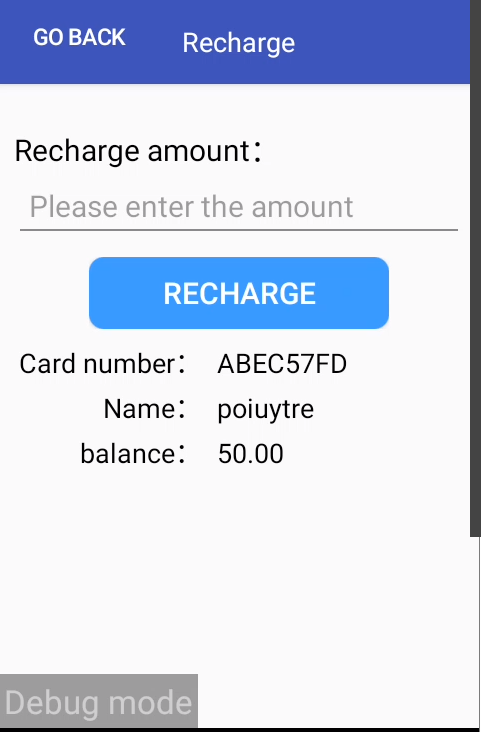 GO BACK Recharge
Recharge amount：
Please enter the amount
RECHARGE
Card number： ABEC57FD
Name： poiuytre
balance： 50.00
Debug mode